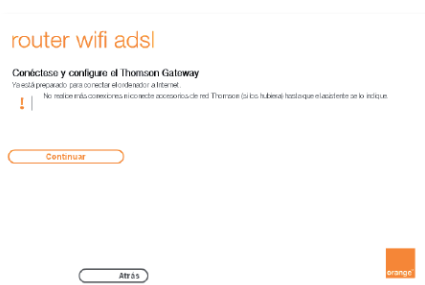 router wifi adsl
Conéctese y configure el Thomson Gateway
Ya está preparado para conectar el ordenador a Internet.
! No realice más conexiones ni conecte accesorios de red Thomson (si los hubiera) hasta que el asistente se lo indique.
Continuar
orange
Atrás